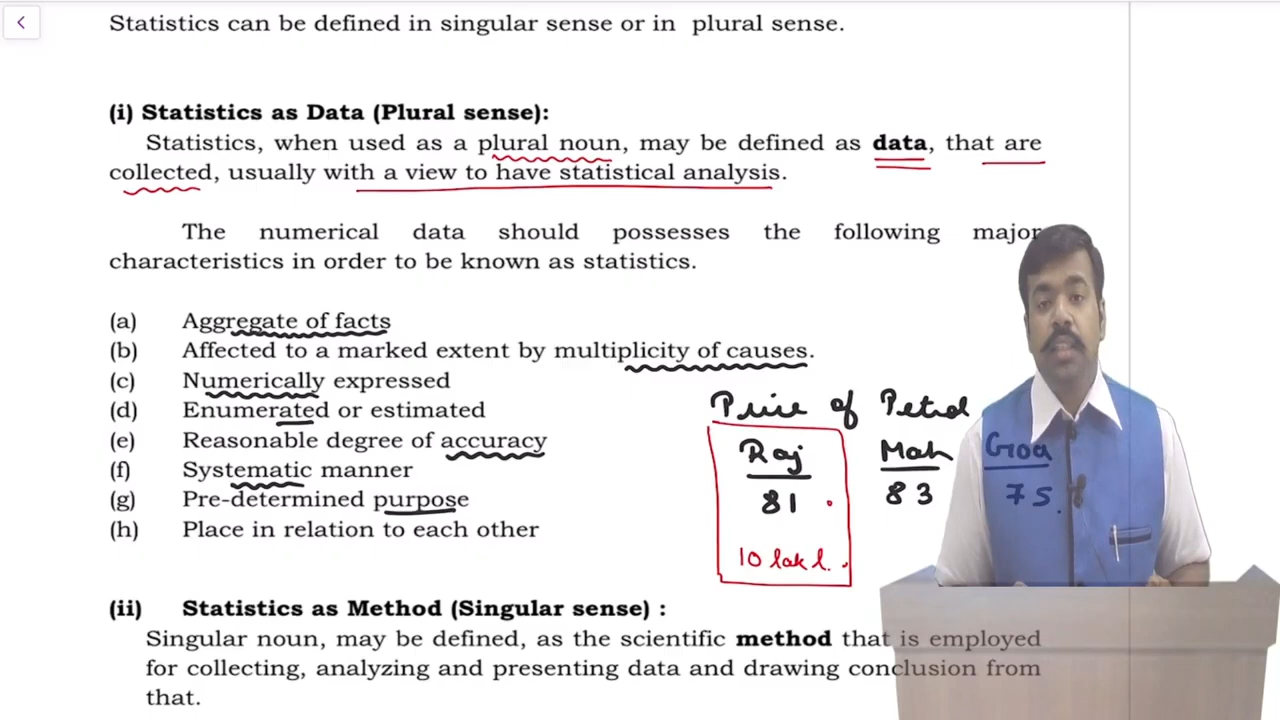 Statistics can be defined in singular sense or in plural sense.
(i) Statistics as Data (Plural sense):
Statistics, when used as a plural noun, may be defined as data, that are
collected, usually with a view to have statistical analysis.
The numerical data should possesses the following major
characteristics in order to be known as statistics.
(a) Aggregate of facts
(b) Affected to a marked extent by multiplicity of causes.
(c) Numerically expressed
(d) Enumerated or estimated
(e) Reasonable degree of accuracy
(f) Systematic manner
(g) Pre-determined purpose
(h) Place in relation to each other
Price of Petrol
Raj Mah Goa
81 83 75
10 lak l.
(ii) Statistics as Method (Singular sense) :
Singular noun, may be defined, as the scientific method that is employed
for collecting, analyzing and presenting data and drawing conclusion from
that.